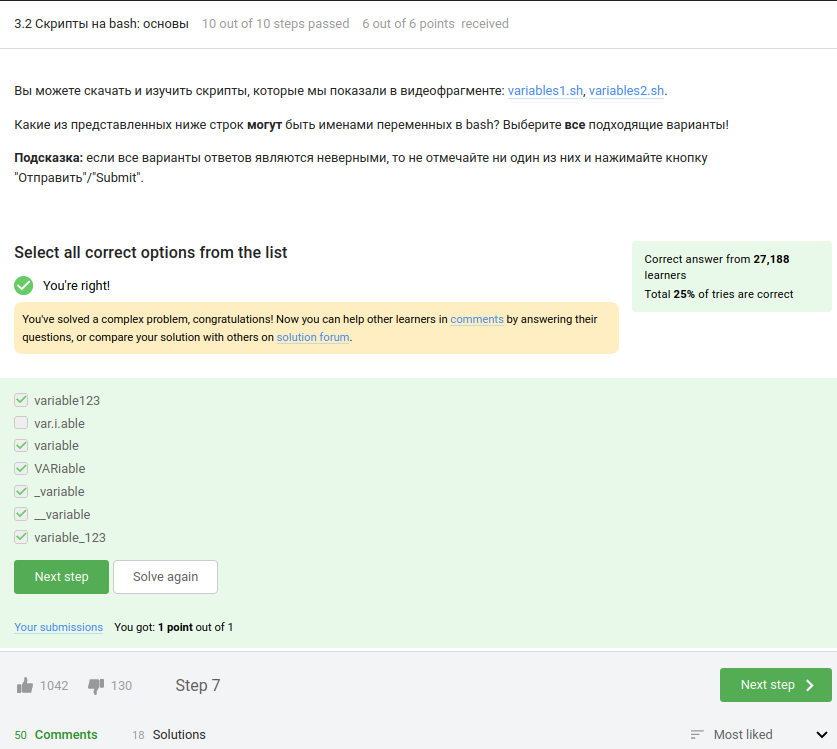 3.2 Скрипты на bash: основы 10 out of 10 steps passed 6 out of 6 points received
Вы можете скачать и изучить скрипты, которые мы показали в видеофрагменте: variables1.sh, variables2.sh.
Какие из представленных ниже строк могут быть именами переменных в bash? Выберите все подходящие варианты!
Подсказка: если все варианты ответов являются неверными, то не отмечайте ни один из них и нажимайте кнопку
"Отправить"/"Submit".
Select all correct options from the list
You're right!
You've solved a complex problem, congratulations! Now you can help other learners in comments by answering their
questions, or compare your solution with others on solution forum.
Correct answer from 27,188
learners
Total 25% of tries are correct
variable123
var.i.able
variable
VARiable
_variable
__variable
variable_123
Next step Solve again
Your submissions You got: 1 point out of 1
1042 130 Step 7 Next step
50 Comments 18 Solutions Most liked